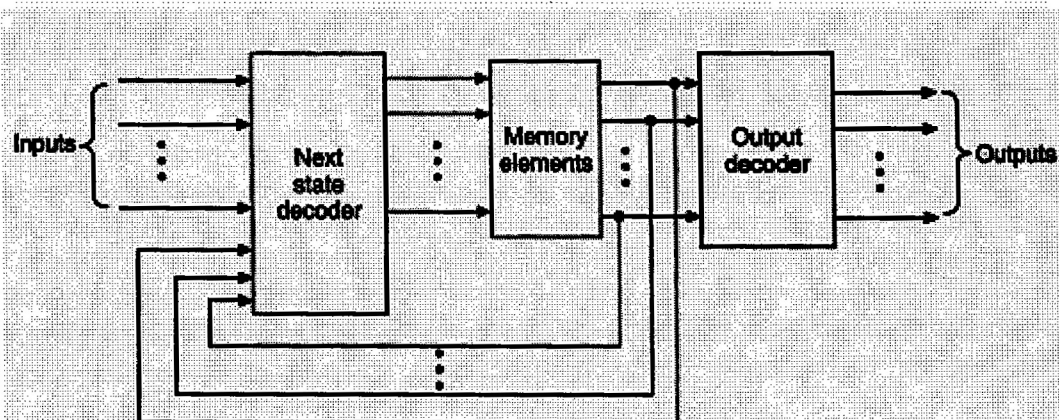 Inputs
Next
state
decoder
Memory
elements
Output
decoder
Outputs